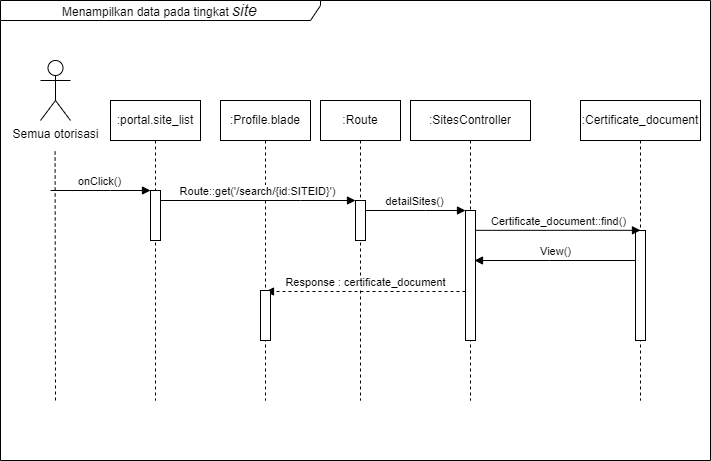 Menampilkan data pada tingkat site
Semua otorisasi
:portal.site_list
:Profile.blade
:Route
:SitesController
:Certificate_document
onClick()
Route::get('/search/{id:SITEID}')
detailSites()
Certificate_document::find()
View()
Response : certificate_document